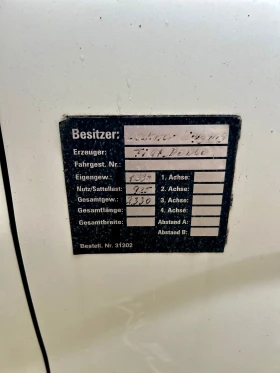 Besitzer:
Erzeuger:
Fahrgest. Nr.:
Eigengew.: 1. Achse:
Nutz/Sattellast: 2. Achse:
Gesamtgew.: 3. Achse:
Gesamtlänge: 4. Achse:
Gesamtbreite: Abstand A:
Abstand B:
Bestell. Nr. 31302